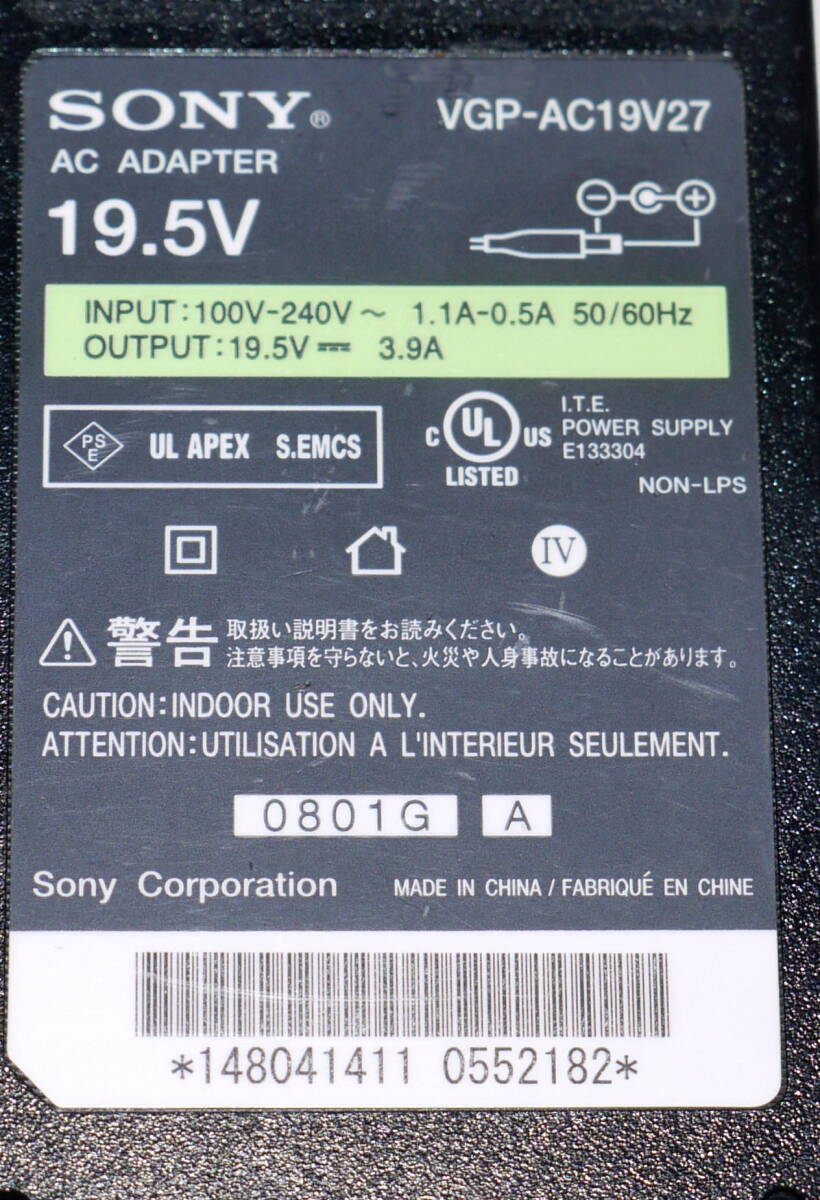 SONY® VGP-AC19V27
AC ADAPTER
19.5V
INPUT:100V-240V～ 1.1A-0.5A 50/60Hz
OUTPUT:19.5V⎓ 3.9A
PSE UL APEX S.EMCS
C UL US
LISTED
I.T.E.
POWER SUPPLY
E133304
NON-LPS
IV
⚠警告 取扱い説明書をお読みください。
注意事項を守らないと、火災や人身事故になることがあります。
CAUTION:INDOOR USE ONLY.
ATTENTION:UTILISATION A L'INTERIEUR SEULEMENT.
0801G A
Sony Corporation MADE IN CHINA / FABRIQUÉ EN CHINE
*148041411 0552182*